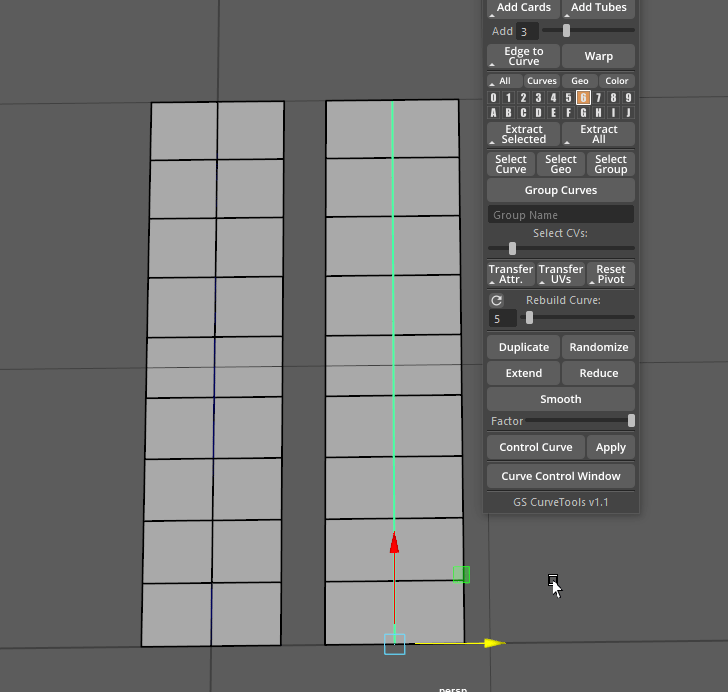 Add Cards Add Tubes
Add 3
Edge to
Curve
Warp
All Curves Geo Color
0 1 2 3 4 5 6 7 8 9
A B C D E F G H I J
Extract
Selected
Extract
All
Select
Curve
Select
Geo
Select
Group
Group Curves
Group Name
Select CVs:
Transfer
Attr.
Transfer
UVs
Reset
Pivot
Rebuild Curve:
5
Duplicate Randomize
Extend Reduce
Smooth
Factor
Control Curve Apply
Curve Control Window
GS CurveTools v1.1
persp